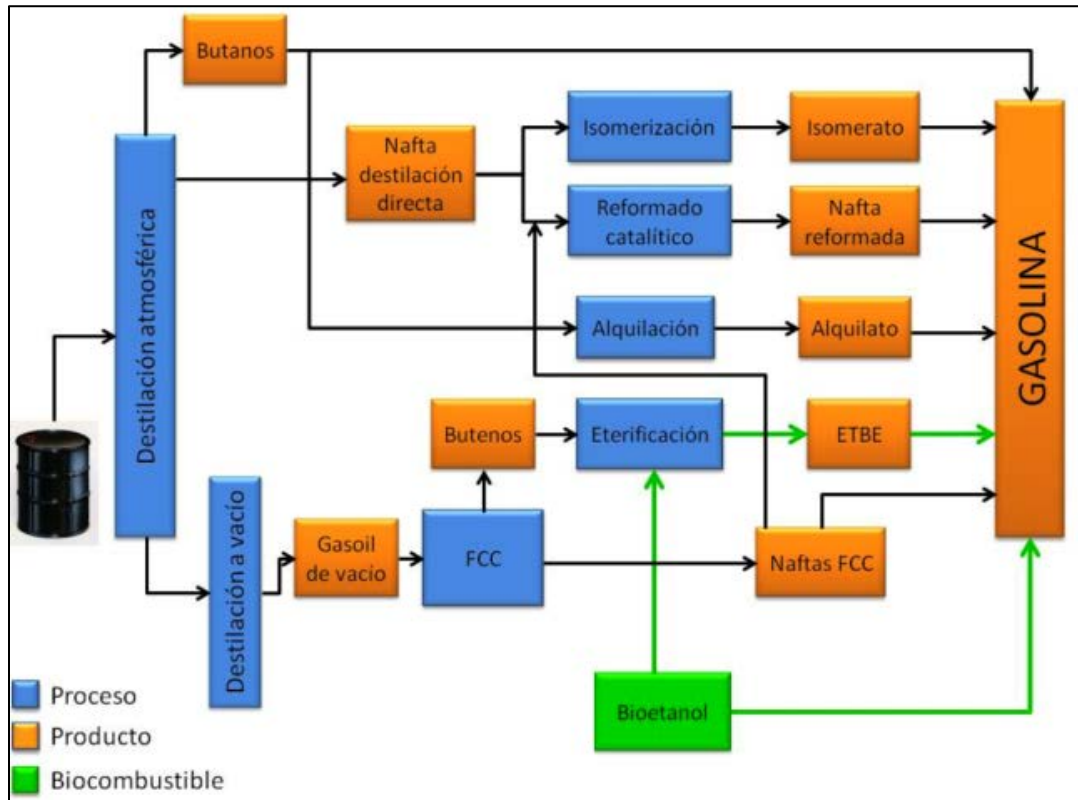 Butanos
Isomerización
Isomerato
Nafta
destilación
directa
Reformado
catalítico
Nafta
reformada
Alquilación
Alquilato
GASOLINA
Destilación atmosférica
Butenos
Eterificación
ETBE
Destilación a vacío
Gasoil
de vacio
FCC
Naftas FCC
Bioetanol
Proceso
Producto
Biocombustible